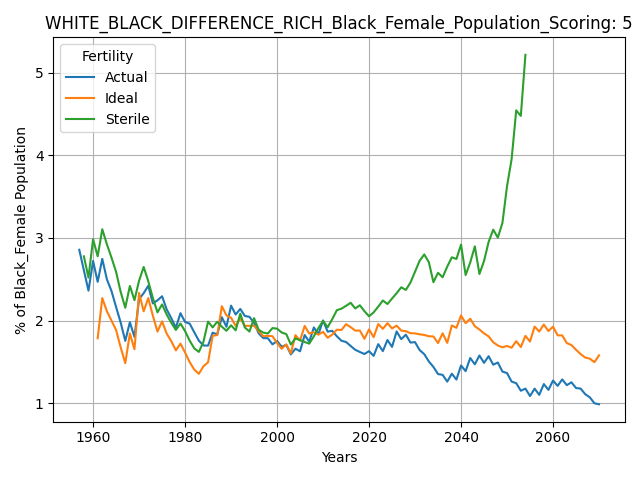 WHITE_BLACK_DIFFERENCE_RICH_Black_Female_Population_Scoring: 5
Fertility
Actual
Ideal
Sterile
% of Black_Female Population
5
4
3
2
1
1960 1980 2000 2020 2040 2060
Years